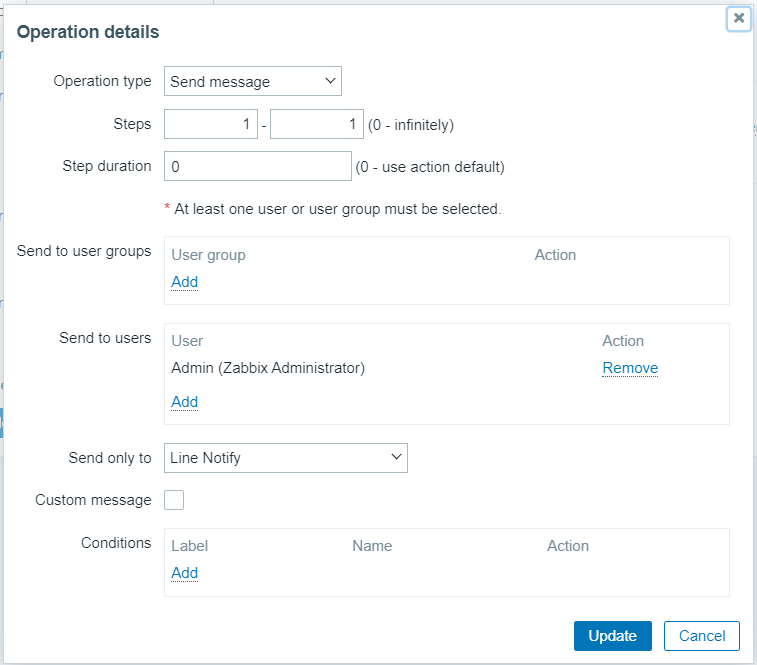 Operation details
Operation type Send message
Steps 1 - 1 (0 - infinitely)
Step duration 0 (0 - use action default)
* At least one user or user group must be selected.
Send to user groups User group Action
Add
Send to users User Action
Admin (Zabbix Administrator) Remove
Add
Send only to Line Notify
Custom message
Conditions Label Name Action
Add
Update Cancel